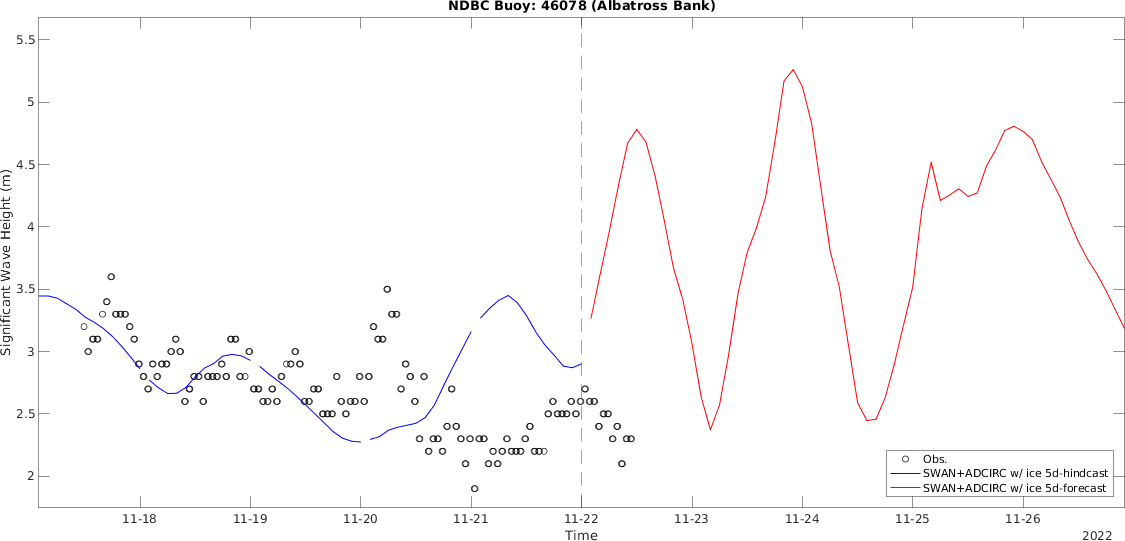 NDBC Buoy: 46078 (Albatross Bank)
5.5
5
4.5
4
3.5
3
2.5
2
Significant Wave Height (m)
Obs.
SWAN+ADCIRC w/ ice 5d-hindcast
SWAN+ADCIRC w/ ice 5d-forecast
11-18 11-19 11-20 11-21 11-22 11-23 11-24 11-25 11-26
Time
2022